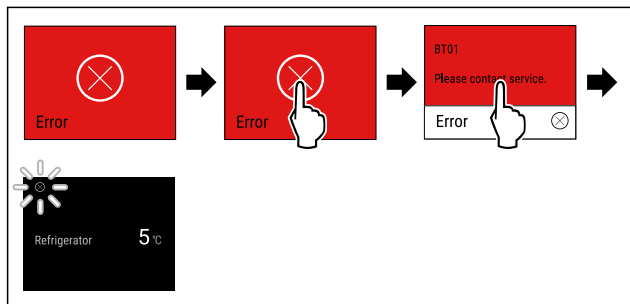 Error
Error
BT01
Please contact service.
Error
Refrigerator 5 °C